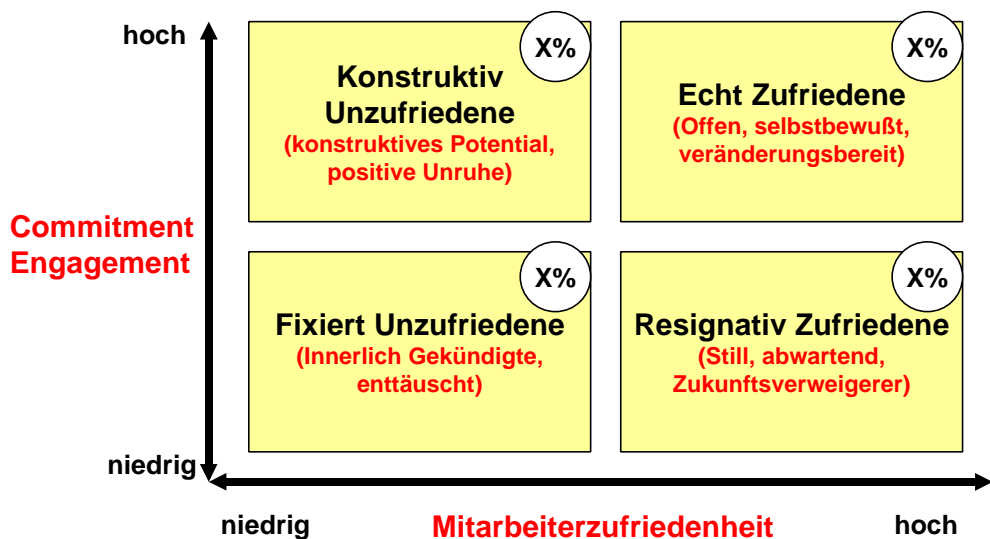 hoch
X%
Konstruktiv
Unzufriedene
(konstruktives Potential,
positive Unruhe)
X%
Echt Zufriedene
(Offen, selbstbewußt,
veränderungsbereit)
Commitment
Engagement
X%
Fixiert Unzufriedene
(Innerlich Gekündigte,
enttäuscht)
X%
Resignativ Zufriedene
(Still, abwartend,
Zukunftsverweigerer)
niedrig
niedrig
Mitarbeiterzufriedenheit
hoch